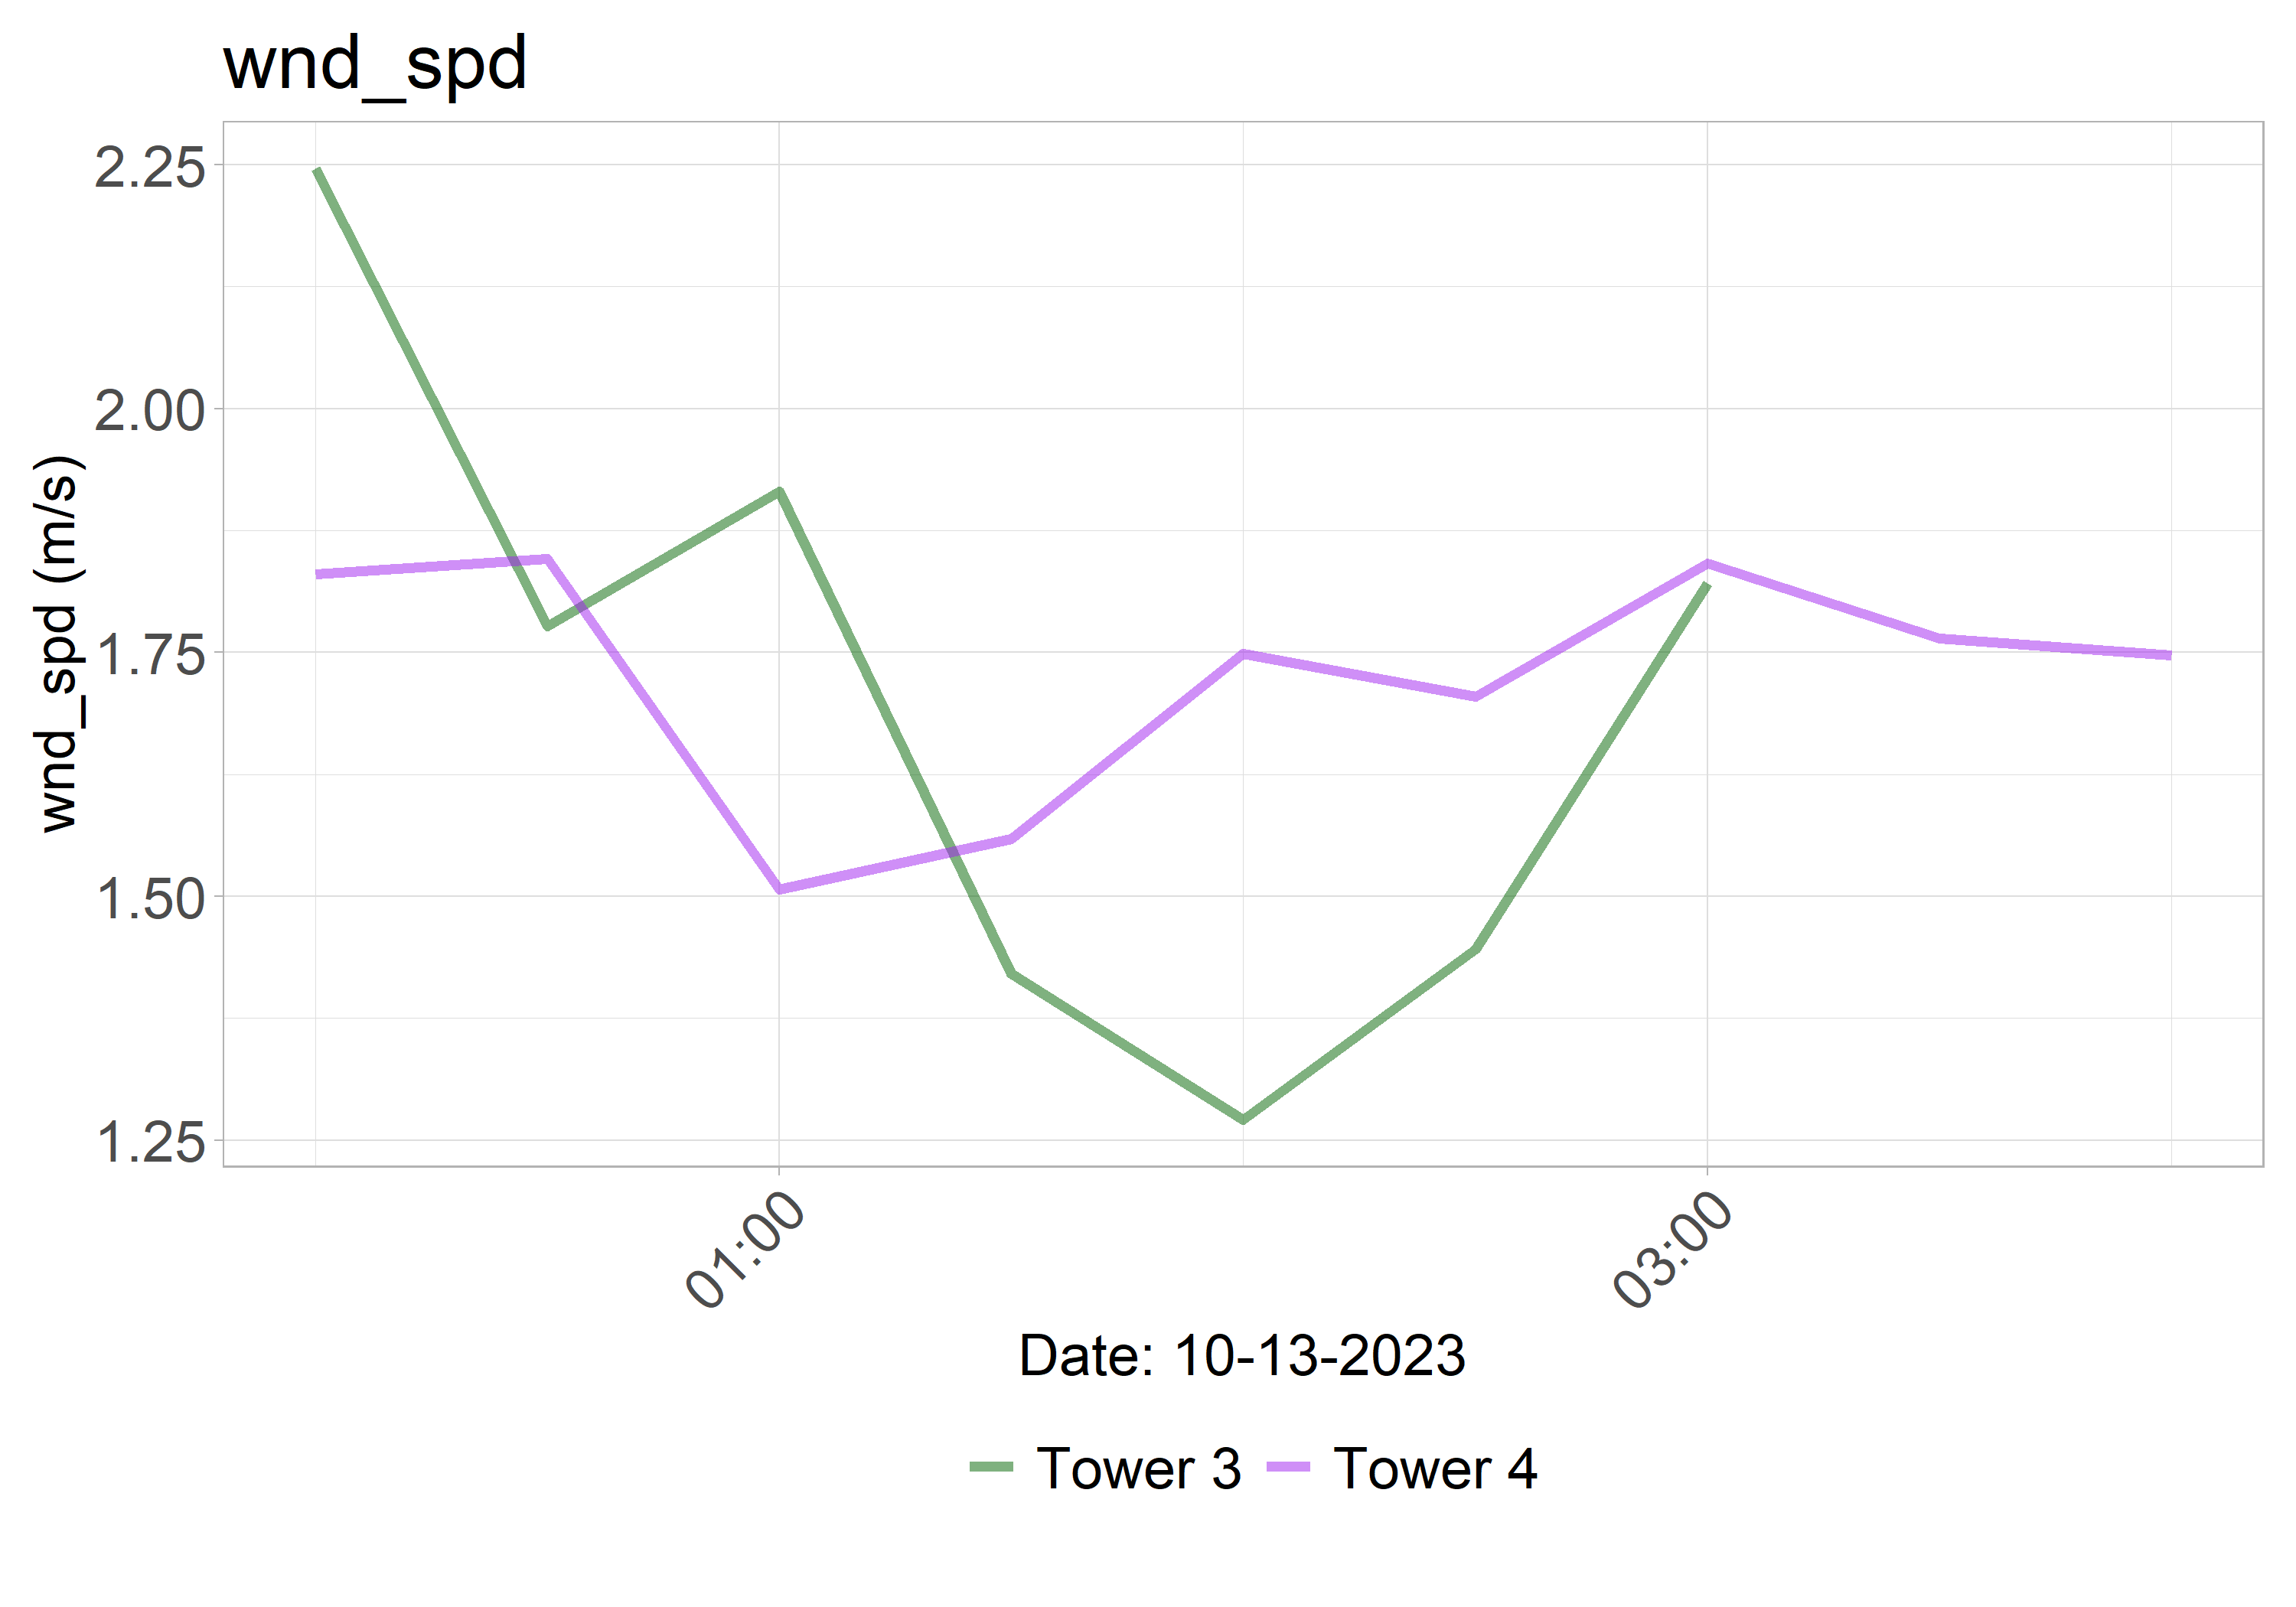 wnd_spd
wnd_spd (m/s)
2.25
2.00
1.75
1.50
1.25
01:00
03:00
Date: 10-13-2023
Tower 3
Tower 4